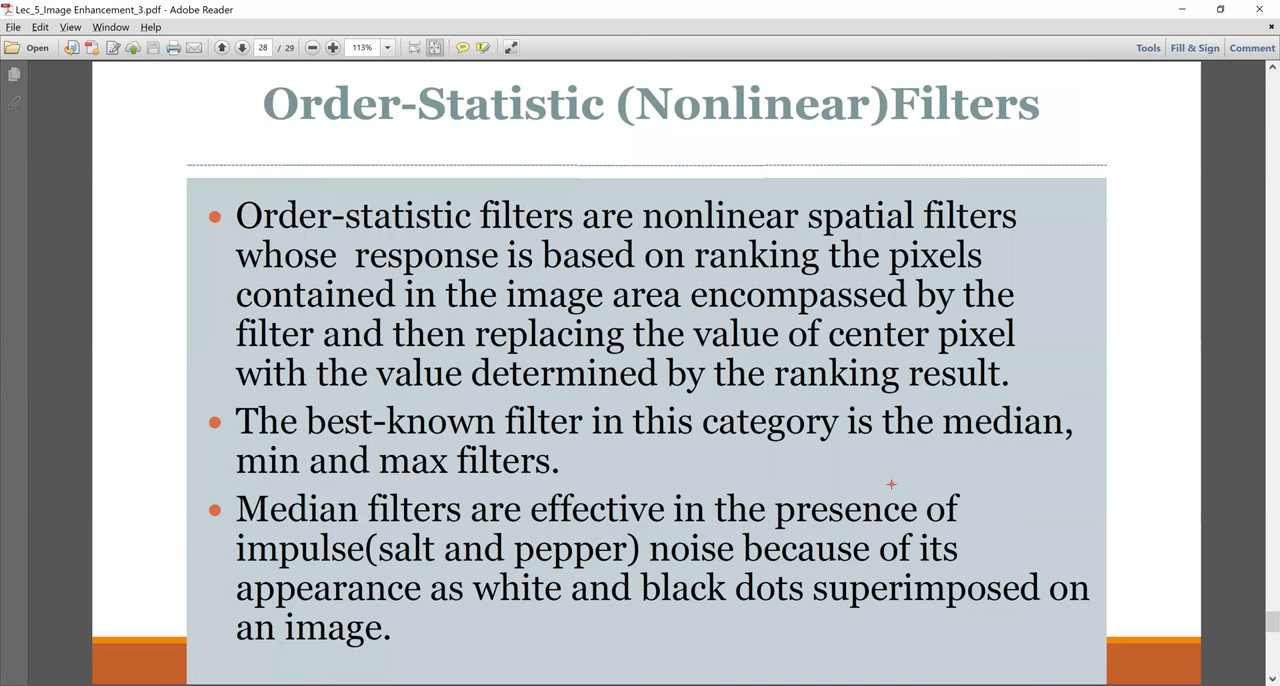 Lec_5_Image Enhancement_3.pdf - Adobe Reader
File Edit View Window Help
Open 28 / 29 113% Tools Fill & Sign Comment
Order-Statistic (Nonlinear)Filters
Order-statistic filters are nonlinear spatial filters
whose response is based on ranking the pixels
contained in the image area encompassed by the
filter and then replacing the value of center pixel
with the value determined by the ranking result.
The best-known filter in this category is the median,
min and max filters.
Median filters are effective in the presence of
impulse(salt and pepper) noise because of its
appearance as white and black dots superimposed on
an image.